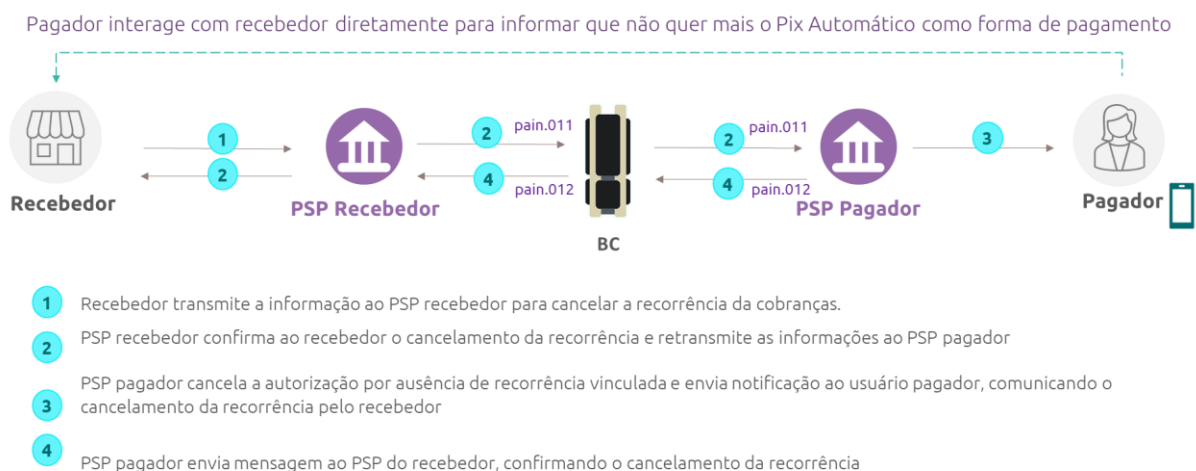 Pagador interage com recebedor diretamente para informar que não quer mais o Pix Automático como forma de pagamento
1
2
pain.011
2
pain.011
3
2
4
pain.012
4
pain.012
Recebedor
PSP Recebedor
PSP Pagador
Pagador
BC
1 Recebedor transmite a informação ao PSP recebedor para cancelar a recorrência da cobranças.
2 PSP recebedor confirma ao recebedor o cancelamento da recorrência e retransmite as informações ao PSP pagador
3 PSP pagador cancela a autorização por ausência de recorrência vinculada e envia notificação ao usuário pagador, comunicando o
cancelamento da recorrência pelo recebedor
4 PSP pagador envia mensagem ao PSP do recebedor, confirmando o cancelamento da recorrência